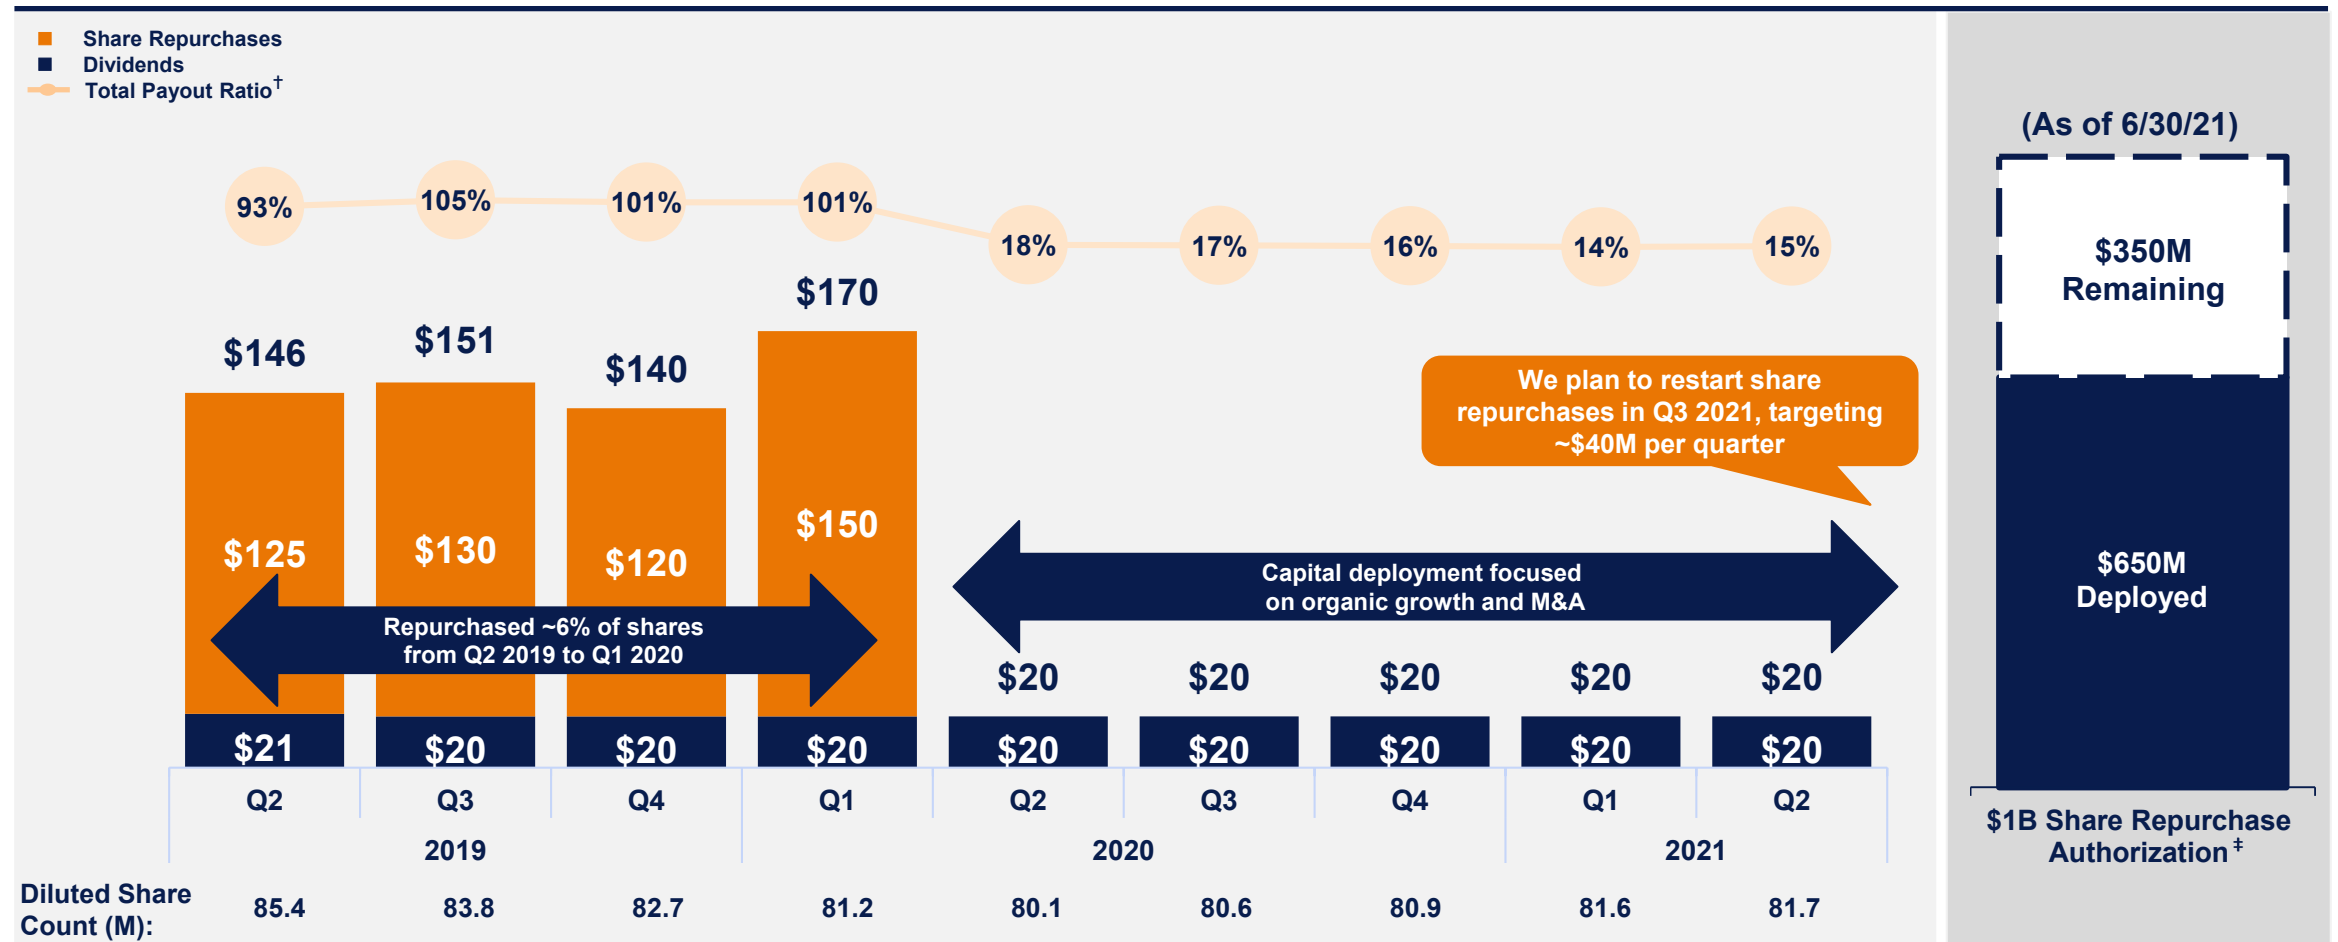 Share Repurchases
Dividends
Total Payout Ratio†
93% 105% 101% 101% 18% 17% 16% 14% 15%
$146 $151 $140 $170
$125 $130 $120 $150
Repurchased ~6% of shares
from Q2 2019 to Q1 2020
We plan to restart share
repurchases in Q3 2021, targeting
~$40M per quarter
Capital deployment focused
on organic growth and M&A
$20 $20 $20 $20 $20
$21 $20 $20 $20 $20 $20 $20 $20 $20
Q2 Q3 Q4 Q1 Q2 Q3 Q4 Q1 Q2
2019 2020 2021
Diluted Share
Count (M):
85.4 83.8 82.7 81.2 80.1 80.6 80.9 81.6 81.7
(As of 6/30/21)
$350M
Remaining
$650M
Deployed
$1B Share Repurchase
Authorization‡